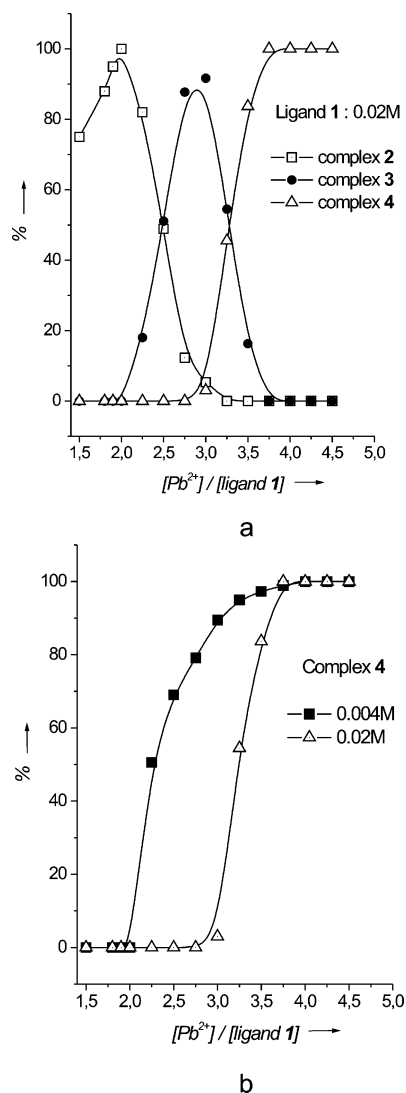 100
80
60
40
20
0
% →
Ligand 1 : 0.02M
complex 2
complex 3
complex 4
1,5 2,0 2,5 3,0 3,5 4,0 4,5 5,0
[Pb²⁺] / [ligand 1] →
a
100
80
60
40
20
0
% →
Complex 4
0.004M
0.02M
1,5 2,0 2,5 3,0 3,5 4,0 4,5 5,0
[Pb²⁺] / [ligand 1] →
b